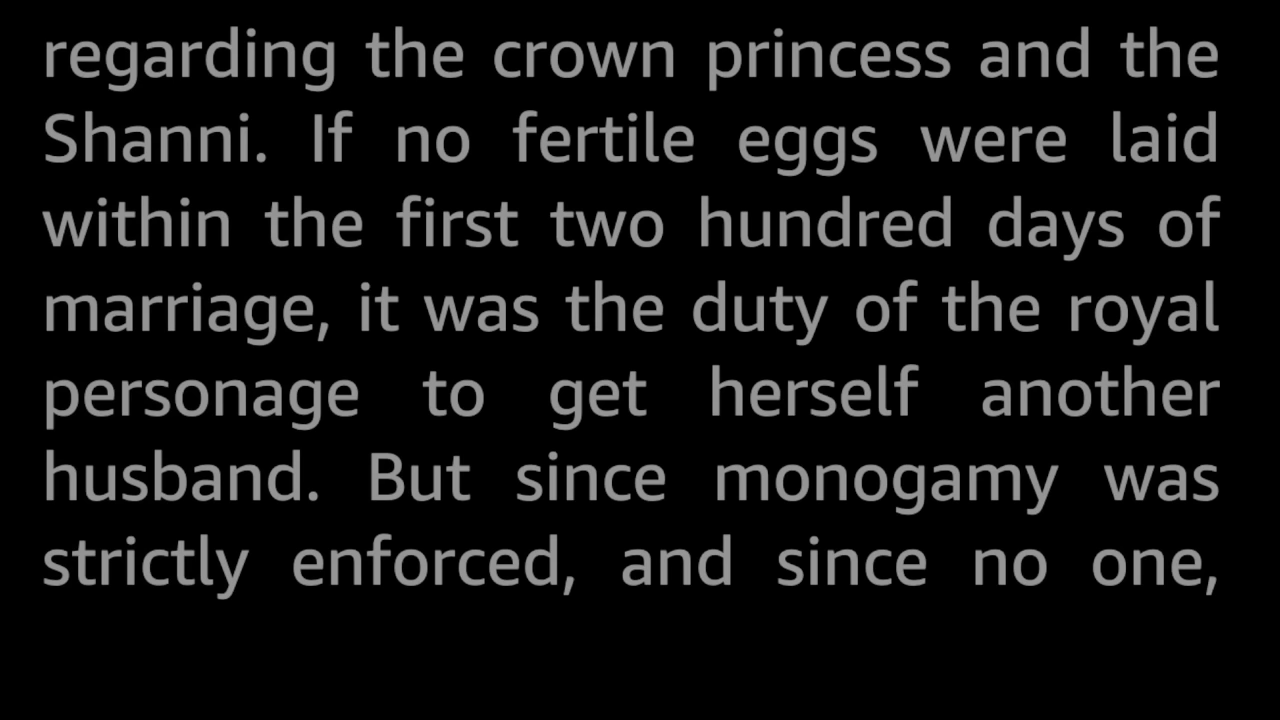 regarding the crown princess and the
Shanni. If no fertile eggs were laid
within the first two hundred days of
marriage, it was the duty of the royal
personage to get herself another
husband. But since monogamy was
strictly enforced, and since no one,